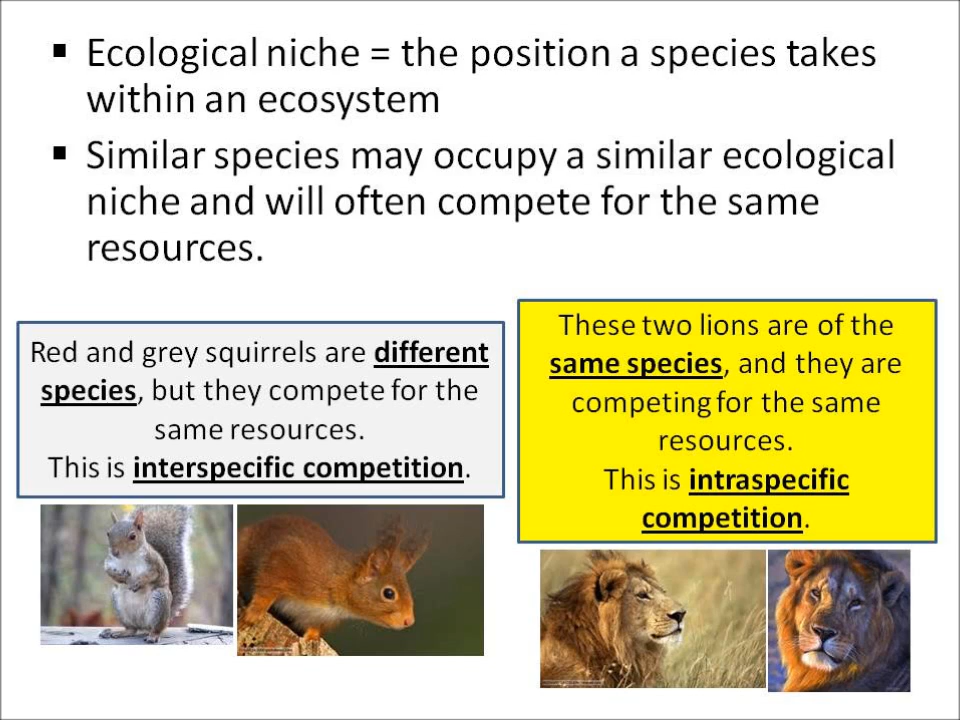 ▪ Ecological niche = the position a species takes
within an ecosystem
▪ Similar species may occupy a similar ecological
niche and will often compete for the same
resources.
Red and grey squirrels are different
species, but they compete for the
same resources.
This is interspecific competition.
These two lions are of the
same species, and they are
competing for the same
resources.
This is intraspecific
competition.